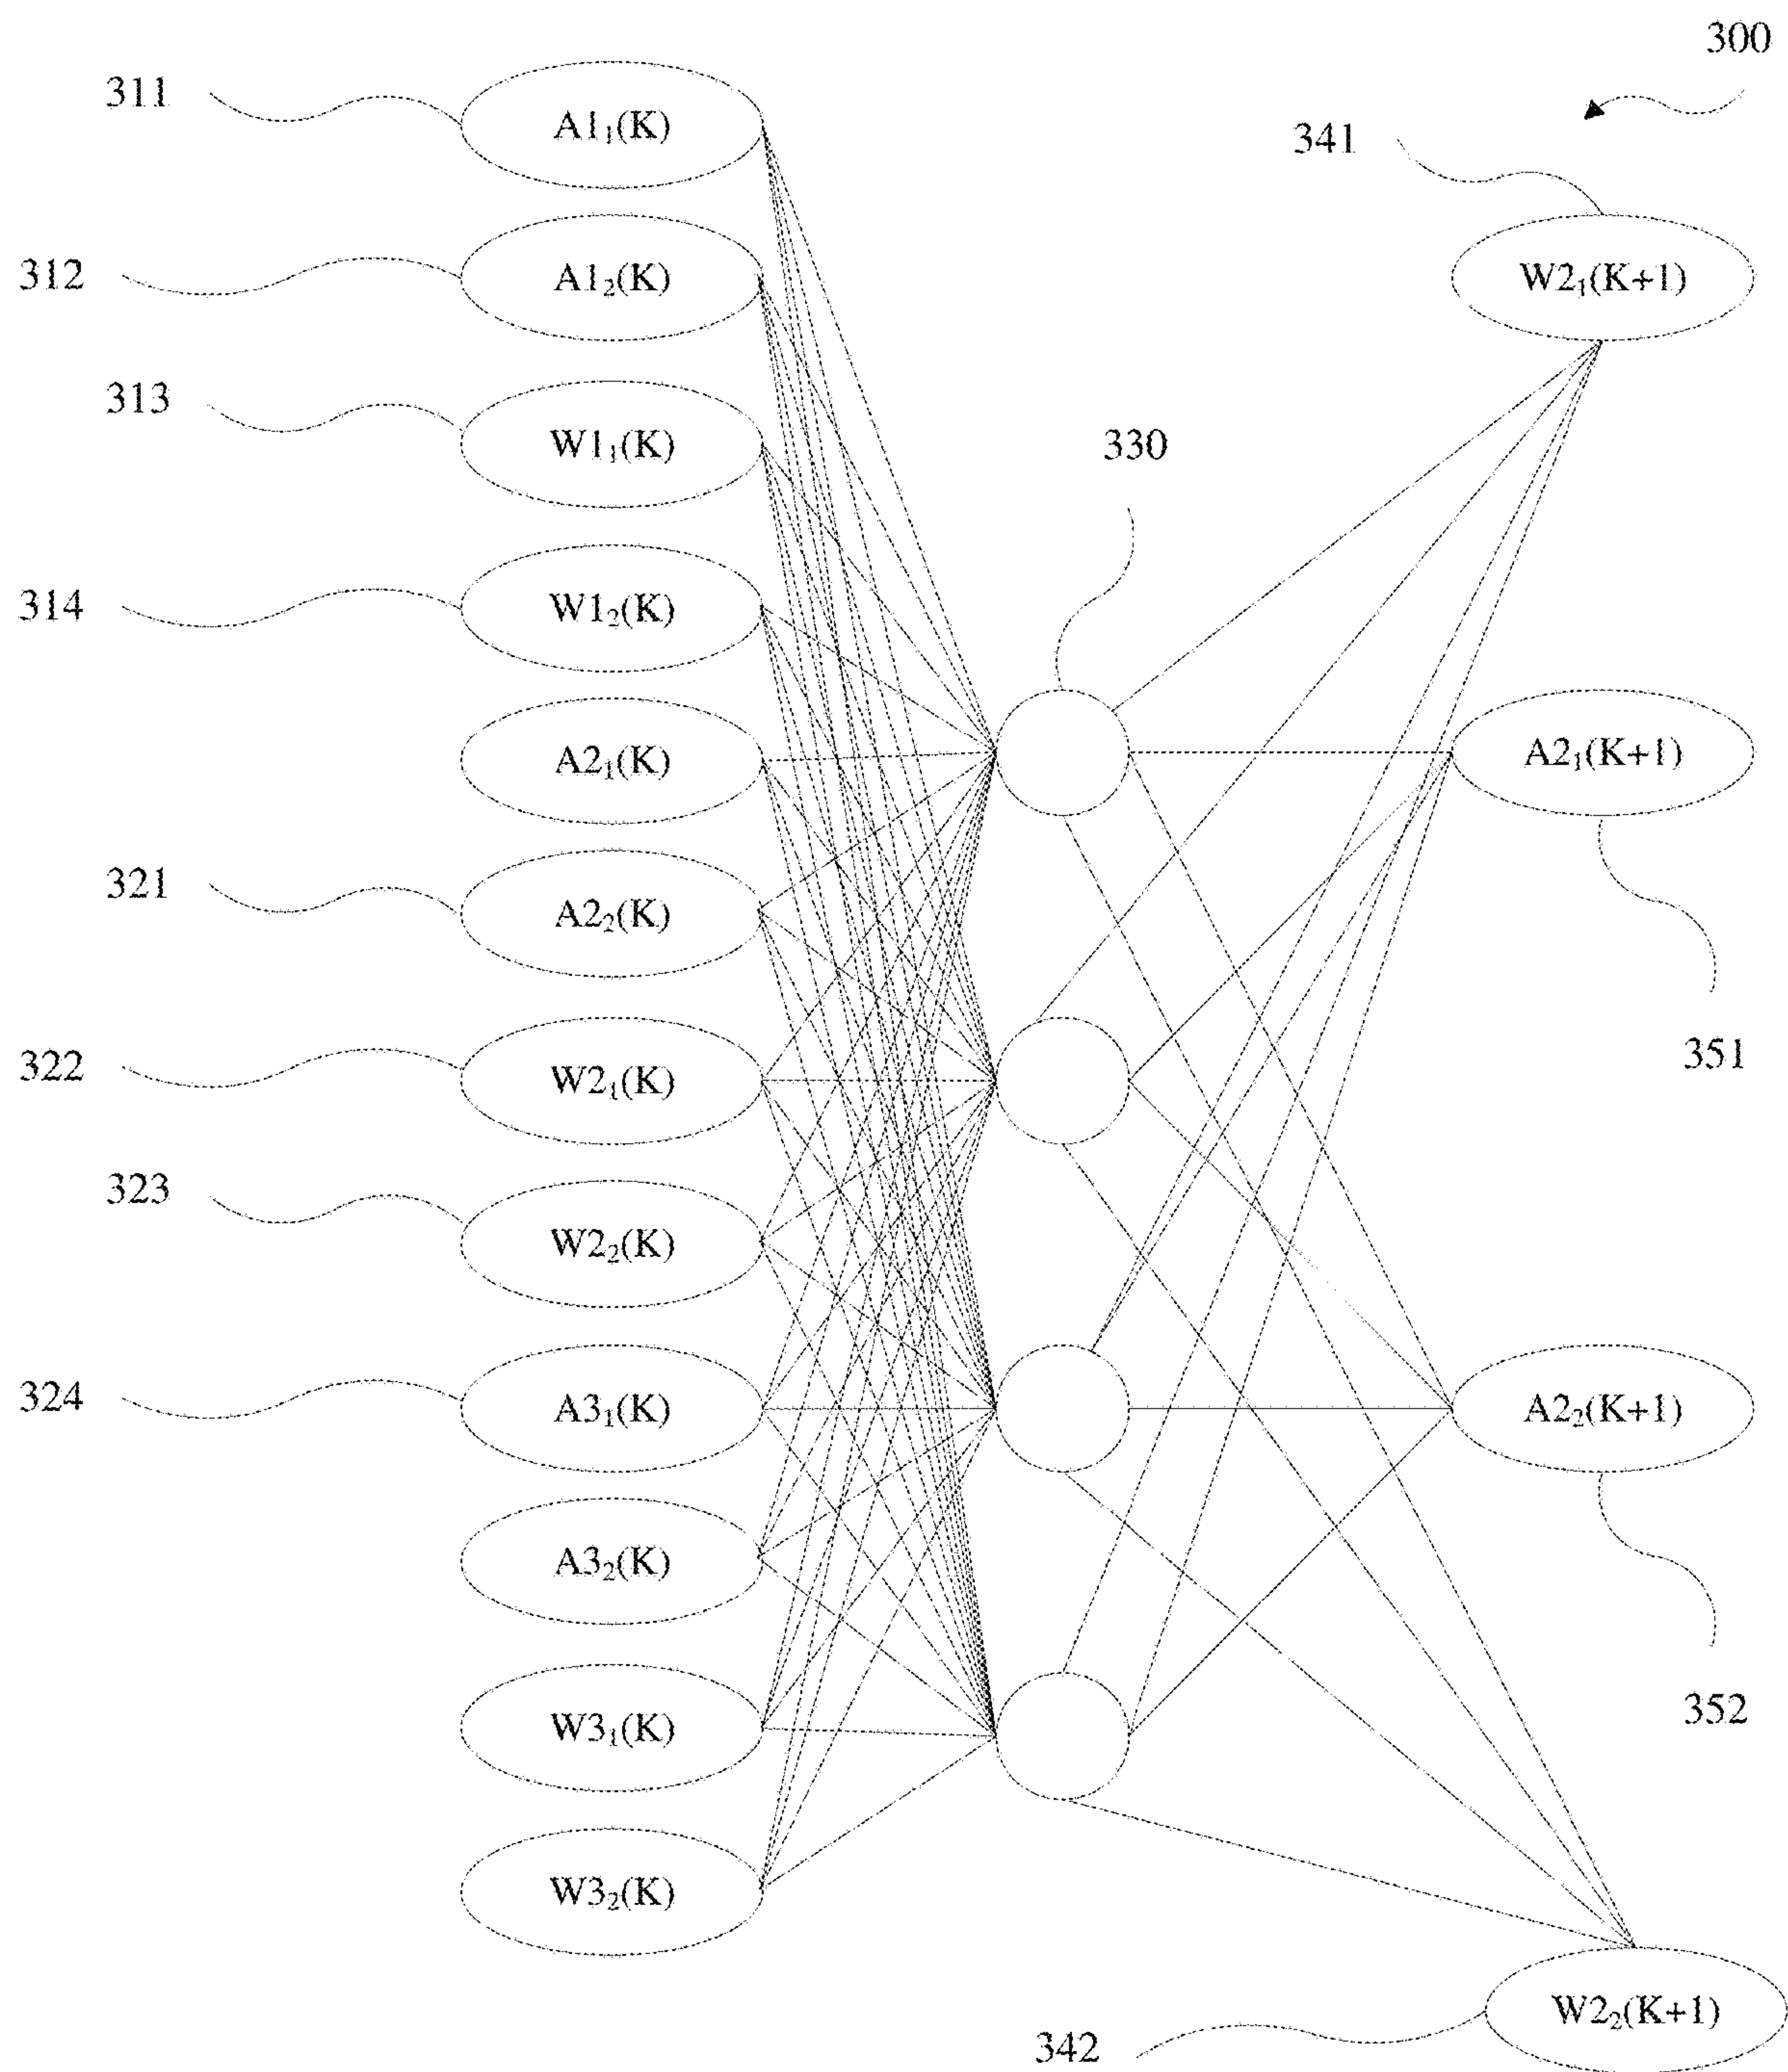 300
311 A1₁(K)
341
312 A1₂(K) W2₁(K+1)
313 W1₁(K)
330
314 W1₂(K)
A2₁(K) A2₁(K+1)
321 A2₂(K)
351
322 W2₁(K)
323 W2₂(K)
324 A3₁(K) A2₂(K+1)
A3₂(K)
352
W3₁(K)
W3₂(K)
342 W2₂(K+1)